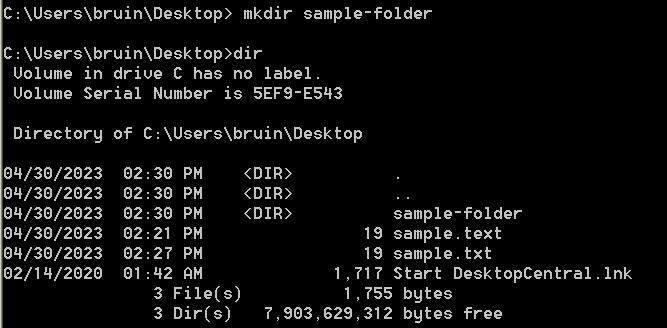 C:\Users\bruin\Desktop> mkdir sample-folder
C:\Users\bruin\Desktop>dir
 Volume in drive C has no label.
 Volume Serial Number is 5EF9-E543
 Directory of C:\Users\bruin\Desktop
04/30/2023  02:30 PM    <DIR>          .
04/30/2023  02:30 PM    <DIR>          ..
04/30/2023  02:30 PM    <DIR>          sample-folder
04/30/2023  02:21 PM                19 sample.text
04/30/2023  02:27 PM                19 sample.txt
02/14/2020  01:42 AM             1,717 Start DesktopCentral.lnk
               3 File(s)          1,755 bytes
               3 Dir(s)   7,903,629,312 bytes free